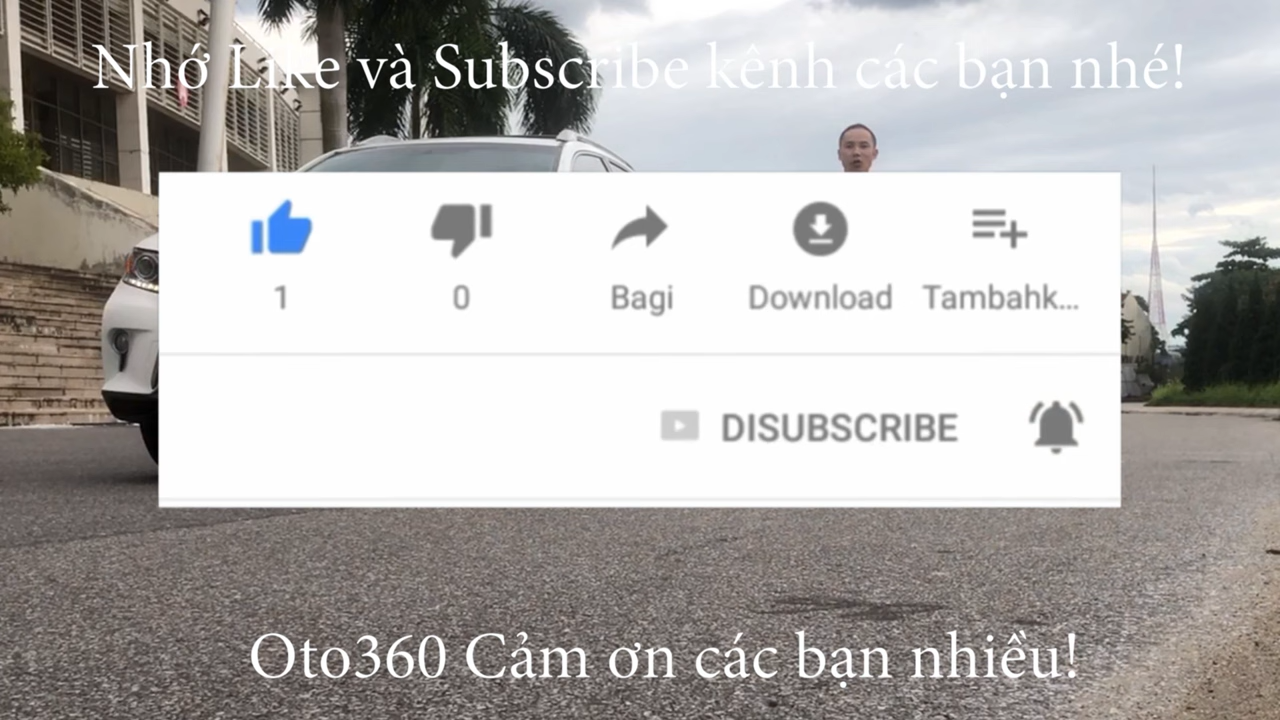 Nhớ Like và Subscribe kênh các bạn nhé!
1 0 Bagi Download Tambahk...
DISUBSCRIBE
Oto360 Cảm ơn các bạn nhiều!